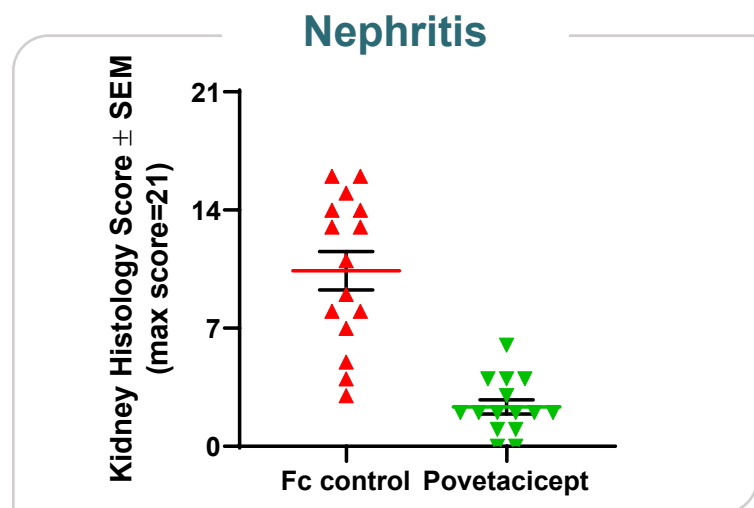 Nephritis
Kidney Histology Score ± SEM
(max score=21)
21
14
7
0
Fc control
Povetacicept